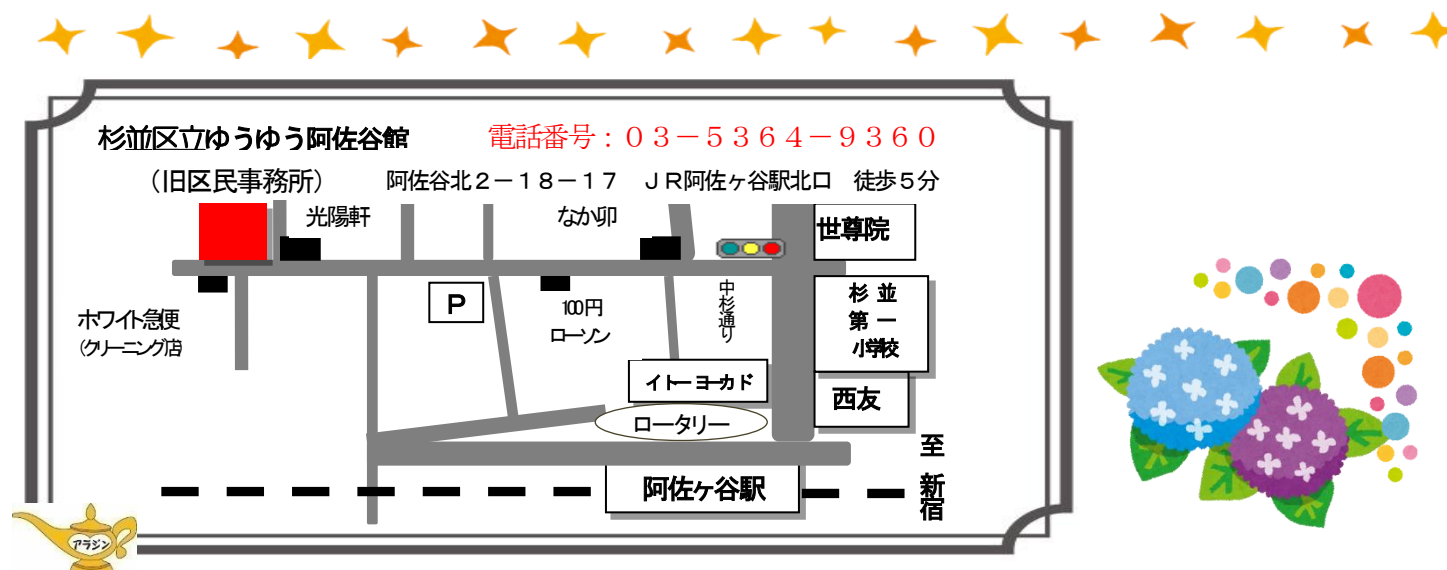 杉並区立ゆうゆう阿佐谷館
電話番号：０３－５３６４－９３６０
（旧区民事務所）
阿佐谷北２－１８－１７　ＪＲ阿佐ヶ谷駅北口　徒歩５分
光陽軒
なか卯
世尊院
ホワイト急便
（クリーニング店）
P
100円
ローソン
中杉通り
杉並
第一
小学校
イトーヨーカド
西友
ロータリー
至
新宿
阿佐ヶ谷駅
アラジン